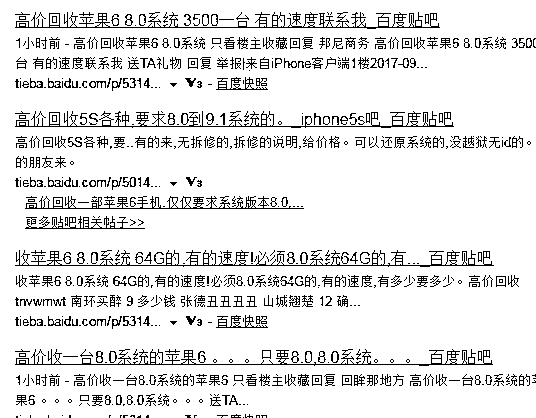 高价回收苹果6 8.0系统 3500一台 有的速度联系我_百度贴吧
1小时前 - 高价回收苹果6 8.0系统 只看楼主收藏回复 邦尼商务 高价回收苹果6 8.0系统 3500
台 有的速度联系我 送TA礼物 回复 举报|来自iPhone客户端1楼2017-09...
tieba.baidu.com/p/5314... V3 - 百度快照
高价回收5S各种,要求8.0到9.1系统的。_iphone5s吧_百度贴吧
高价回收5S各种,要..有的来,无拆修的,拆修的说明,给价格。可以还原系统的,没越狱无id的。
的朋友来。
tieba.baidu.com/p/5014... V3
高价回收一部苹果6手机.仅仅要求系统版本8.0,...
更多贴吧相关帖子>>
收苹果6 8.0系统 64G的,有的速度!必须8.0系统64G的,有..._百度贴吧
收苹果6 8.0系统 64G的,有的速度!必须8.0系统64G的,有的速度,有多少要多少。高价回收
tnvwmwt 南环买醉 9 多少钱 张德丑丑丑丑 山城翘楚 12 确...
tieba.baidu.com/p/5314... V3 - 百度快照
高价收一台8.0系统的苹果6 。。。只要8.0,8.0系统。。。_百度贴吧
1小时前 - 高价收一台8.0系统的苹果6 只看楼主收藏回复 回眸那地方 高价收一台8.0系统的苹
果6 。。。只要8.0,8.0系统。。。送TA...
tieba.baidu.com/p/5314... V3 - 百度快照